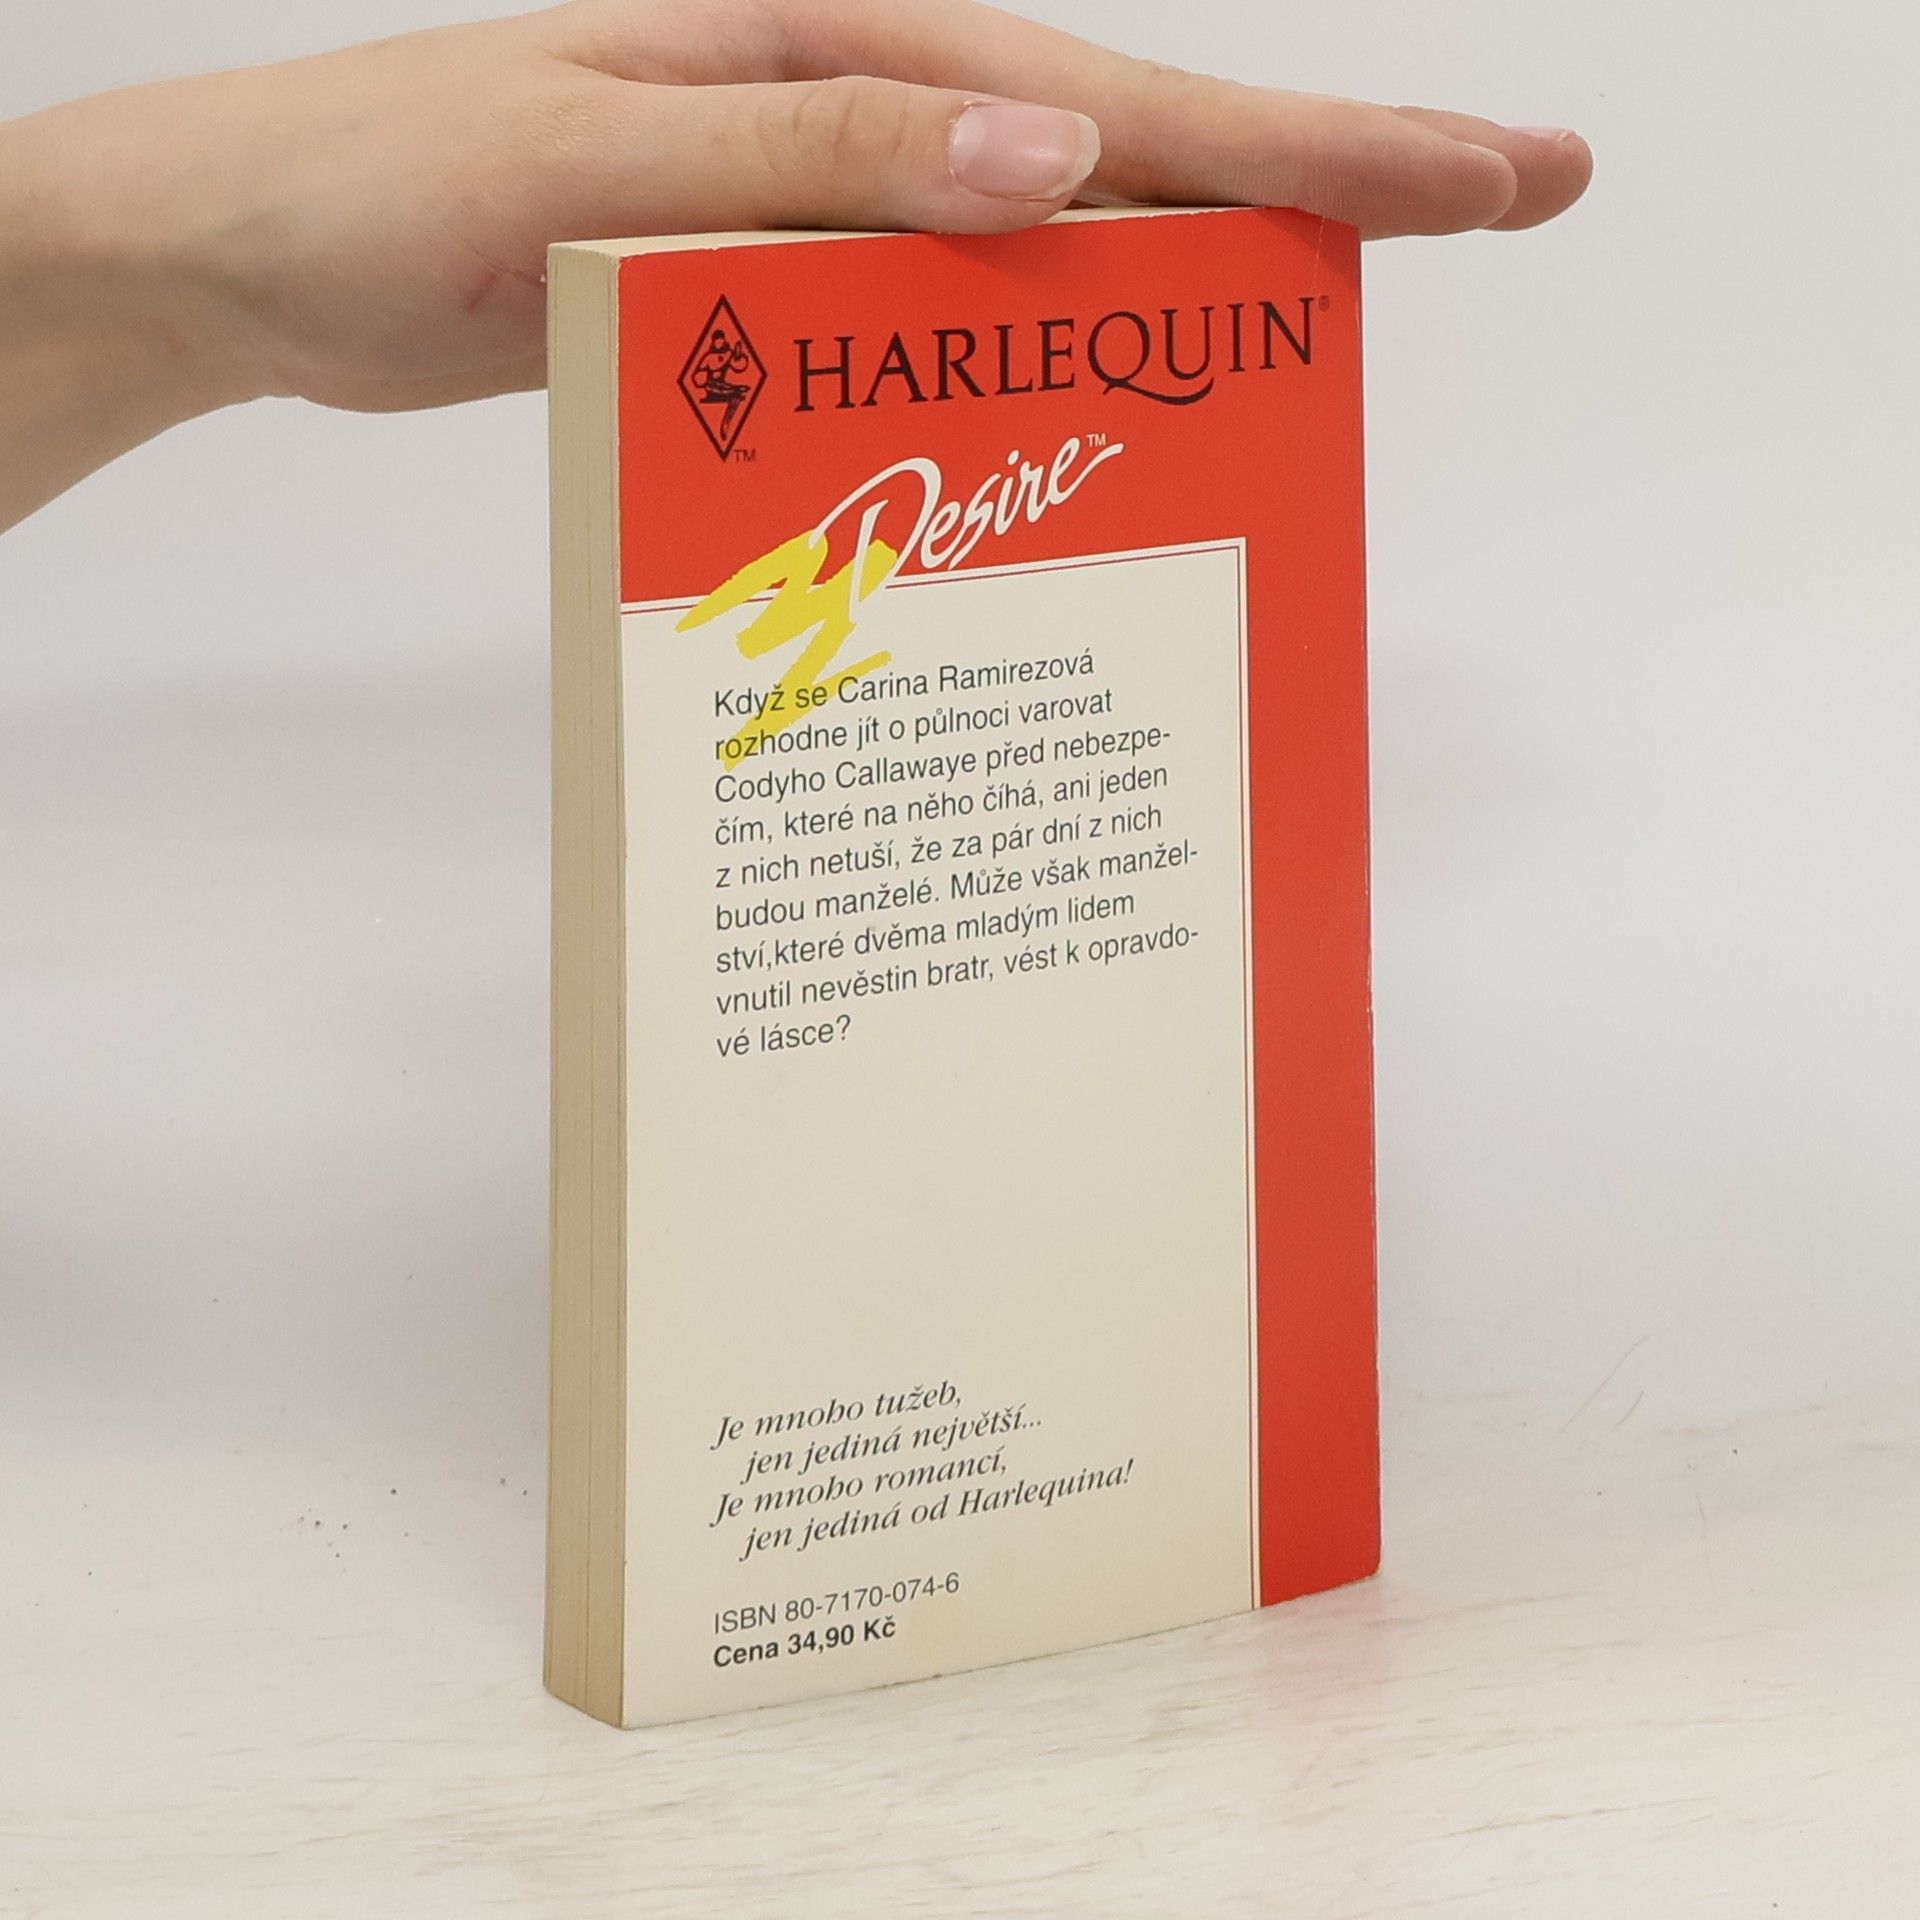 HARLEQUIN®
TM
Desire™
Když se Carina Ramirezová
rozhodne jít o půlnoci varovat
Codyho Callawaye před nebezpe-
čím, které na něho číhá, ani jeden
z nich netuší, že za pár dní z nich
budou manželé. Může však manžel-
ství,které dvěma mladým lidem
vnutil nevěstin bratr, vést k opravdo-
vé lásce?
Je mnoho tužeb,
jen jediná největší...
Je mnoho romancí,
jen jediná od Harlequina!
ISBN 80-7170-074-6
Cena 34,90 Kč